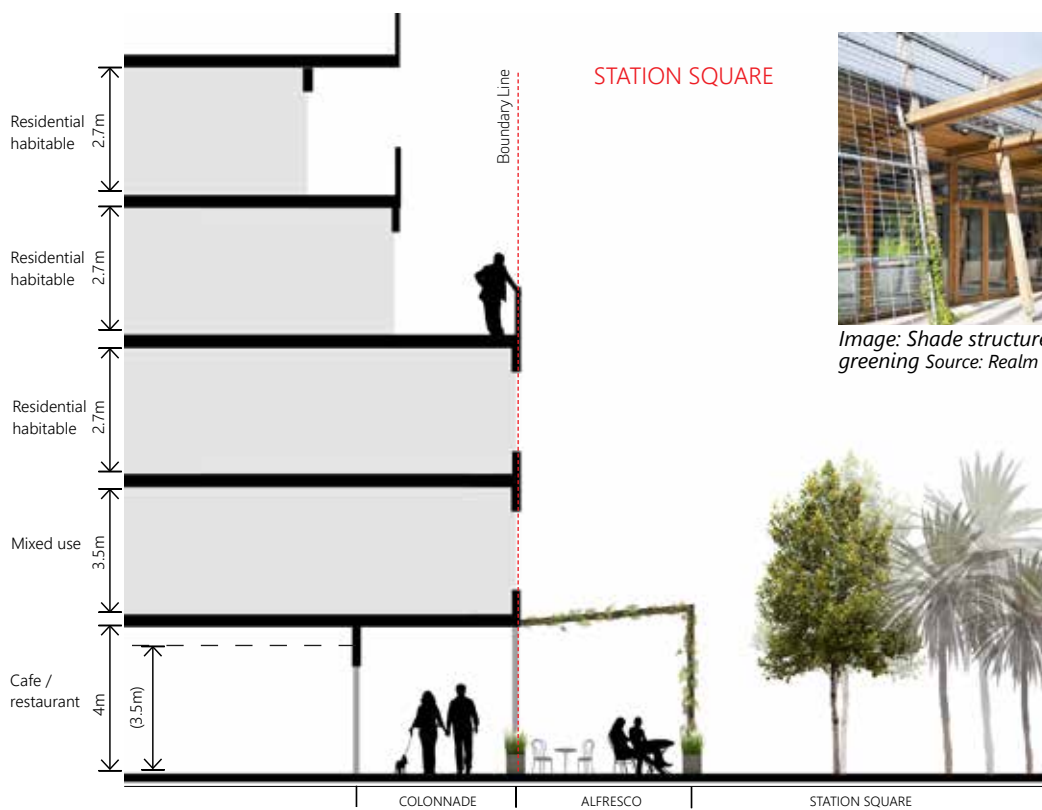 STATION SQUARE
Boundary Line
Residential
habitable
2.7m
Residential
habitable
2.7m
Residential
habitable
2.7m
Mixed use
3.5m
Cafe /
restaurant
4m
(3.5m)
Image: Shade structure
greening Source: Realm
COLONNADE
ALFRESCO
STATION SQUARE